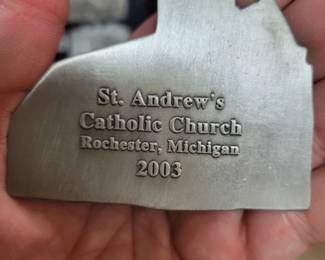 St. Andrew's
Catholic Church
Rochester, Michigan
2003